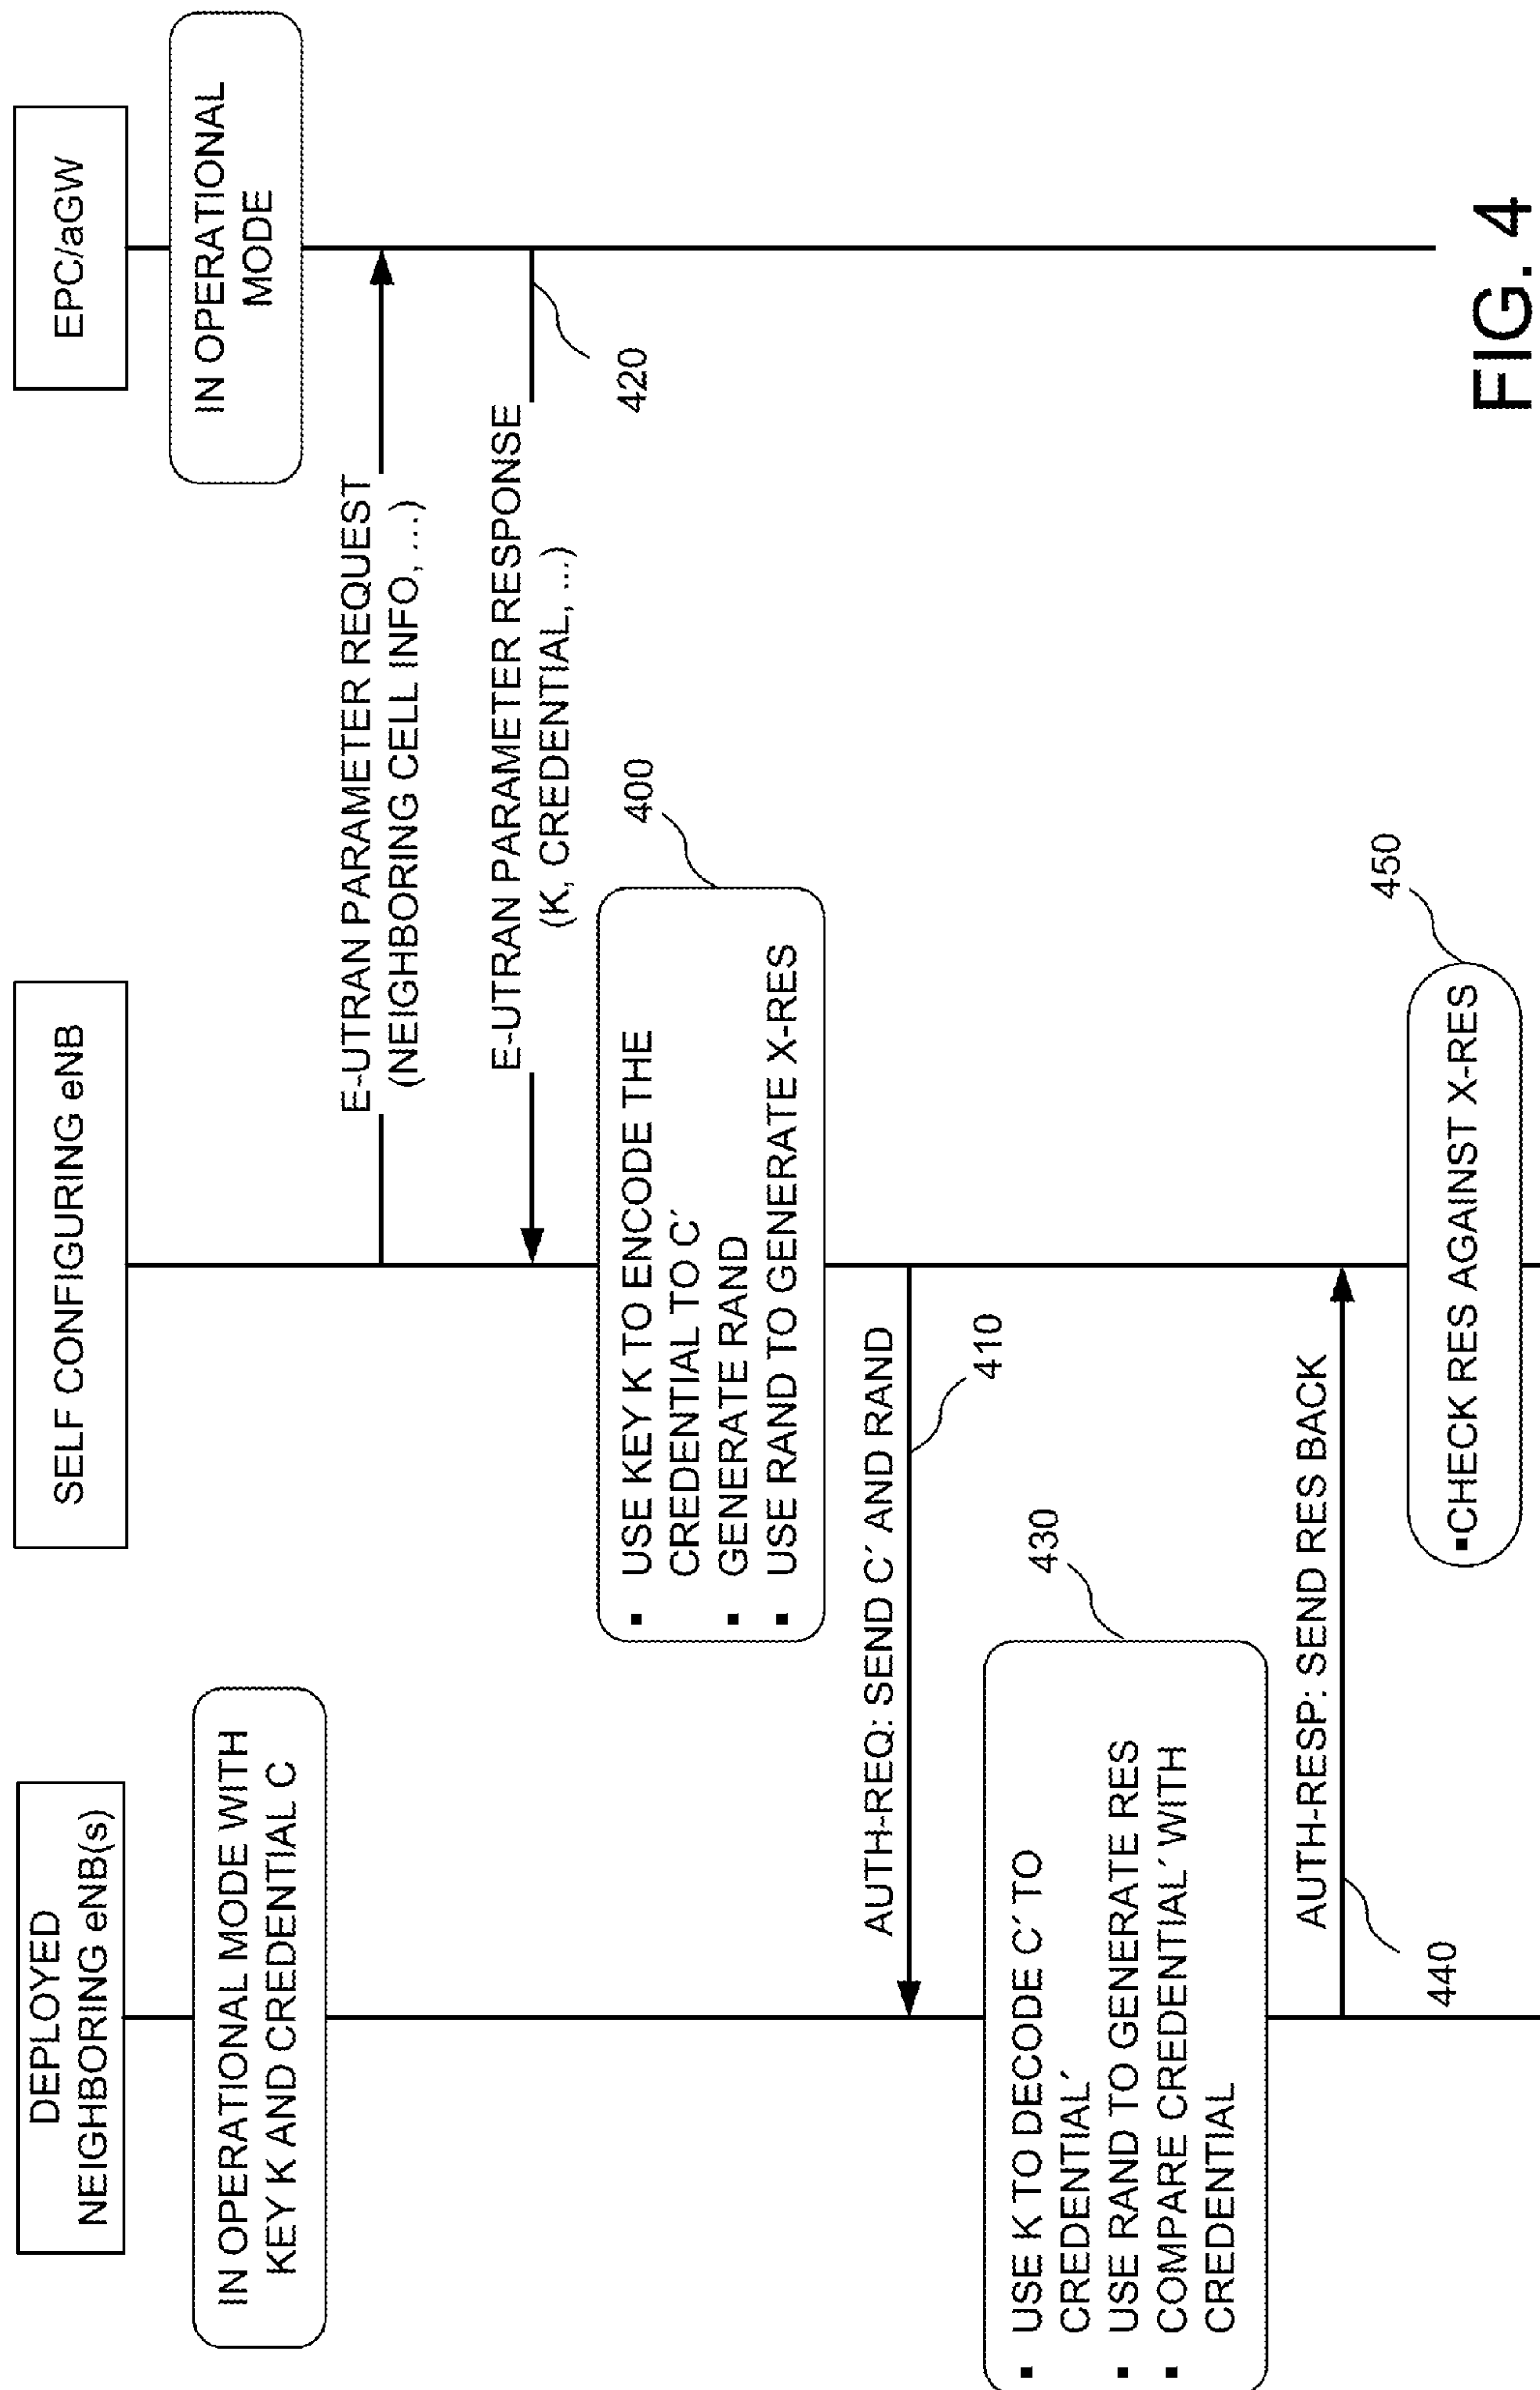 DEPLOYED
NEIGHBORING eNB(s)
SELF CONFIGURING eNB
EPC/aGW
IN OPERATIONAL MODE WITH
KEY K AND CREDENTIAL C
IN OPERATIONAL
MODE
E-UTRAN PARAMETER REQUEST
(NEIGHBORING CELL INFO, ...)
E-UTRAN PARAMETER RESPONSE
(K, CREDENTIAL, ...)
420
400
▪ USE KEY K TO ENCODE THE
CREDENTIAL TO C´
▪ GENERATE RAND
▪ USE RAND TO GENERATE X-RES
AUTH-REQ: SEND C´ AND RAND
410
430
▪ USE K TO DECODE C´ TO
CREDENTIAL´
▪ USE RAND TO GENERATE RES
▪ COMPARE CREDENTIAL´ WITH
CREDENTIAL
AUTH-RESP: SEND RES BACK
440
450
▪CHECK RES AGAINST X-RES
FIG. 4